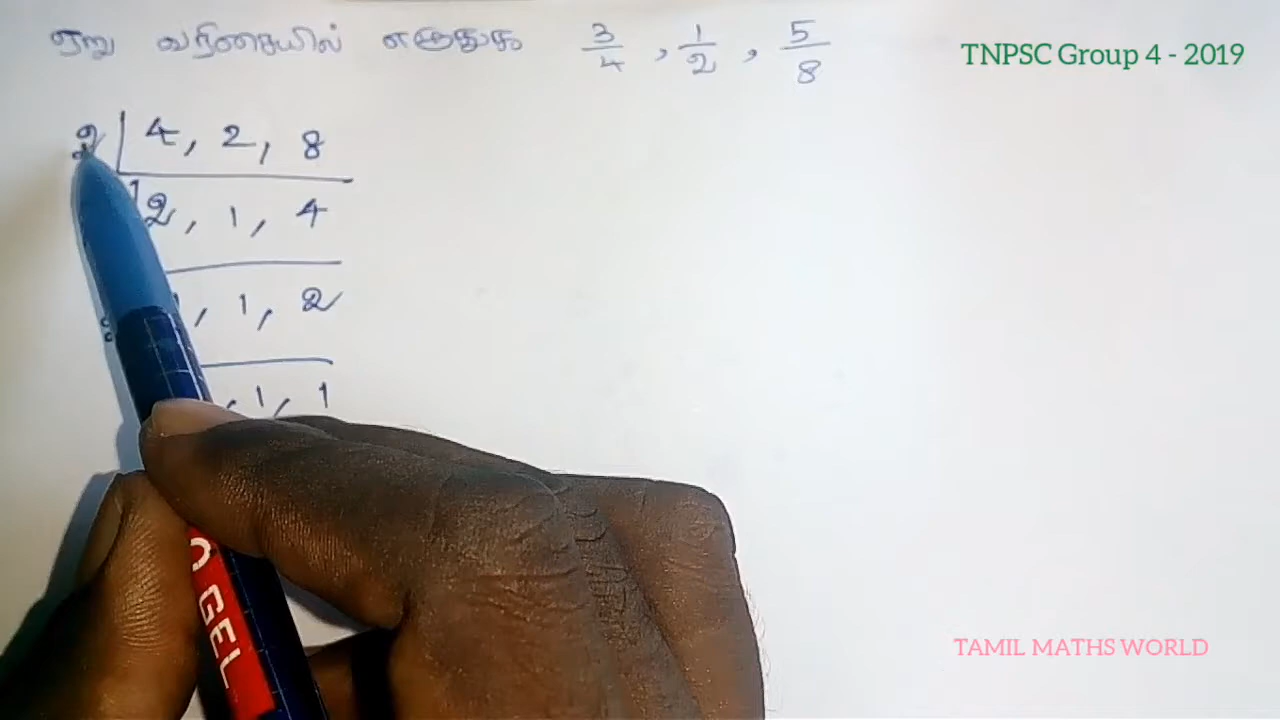 ஏறு வரிசையில் எழுதுக 3/4 , 1/2 , 5/8
TNPSC Group 4 - 2019
2 | 4, 2, 8
2, 1, 4
, 1, 2
, 1, 1
O GEL
TAMIL MATHS WORLD